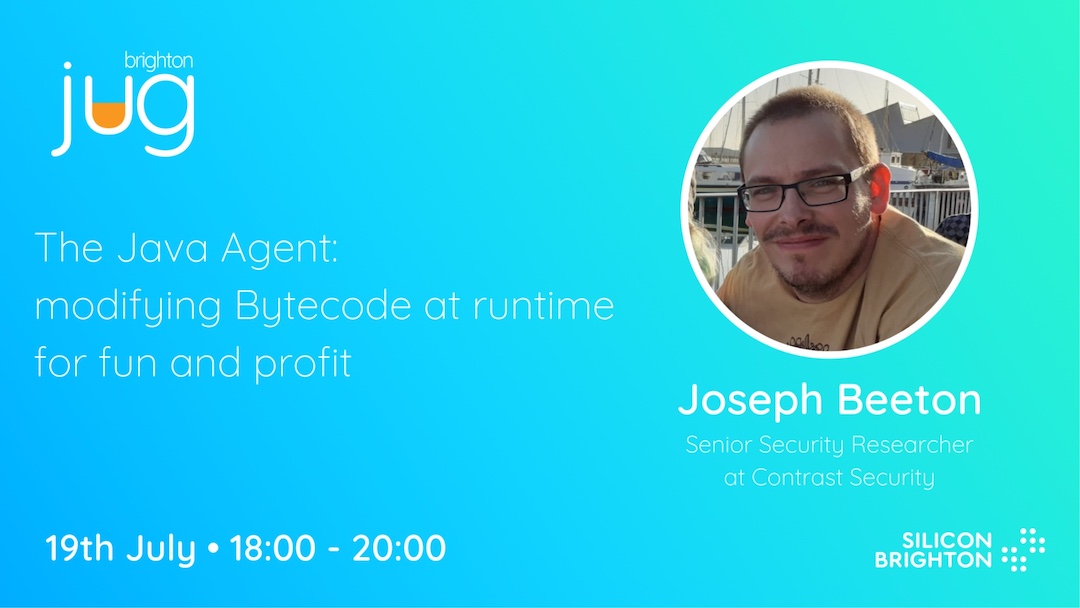 brighton
jug
The Java Agent:
modifying Bytecode at runtime
for fun and profit
Joseph Beeton
Senior Security Researcher
at Contrast Security
19th July • 18:00 - 20:00
SILICON
BRIGHTON